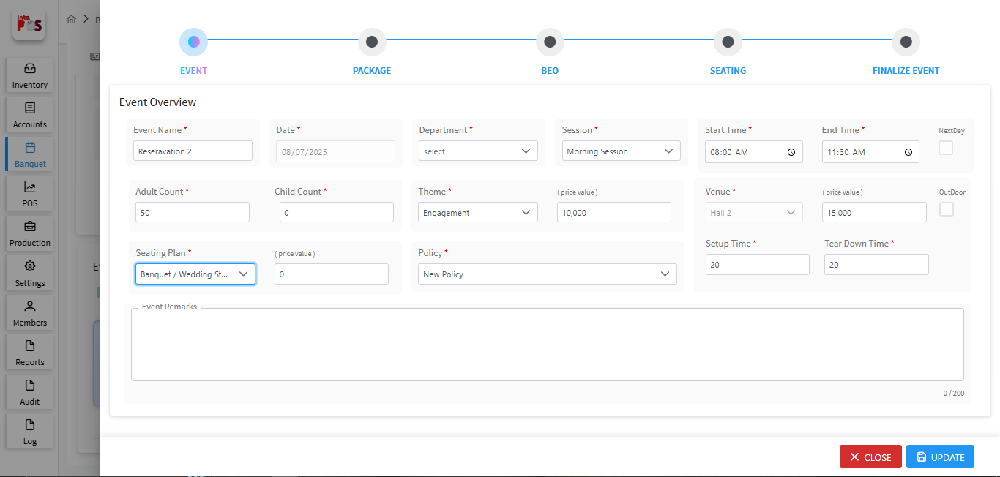 into
POS
Inventory
Accounts
Banquet
POS
Production
Settings
Members
Reports
Audit
Log
B
Ev
EVENT
PACKAGE
BEO
SEATING
FINALIZE EVENT
Event Overview
Event Name * Date * Department * Session * Start Time * End Time * NextDay
Reseravation 2 08/07/2025 select Morning Session 08:00 AM 11:30 AM
Adult Count * Child Count * Theme * ( price value ) Venue * ( price value ) OutDoor
50 0 Engagement 10,000 Hall 2 15,000
Setup Time * Tear Down Time *
Seating Plan * ( price value ) Policy *
20 20
Banquet / Wedding St... 0 New Policy
Event Remarks
0 / 200
CLOSE UPDATE